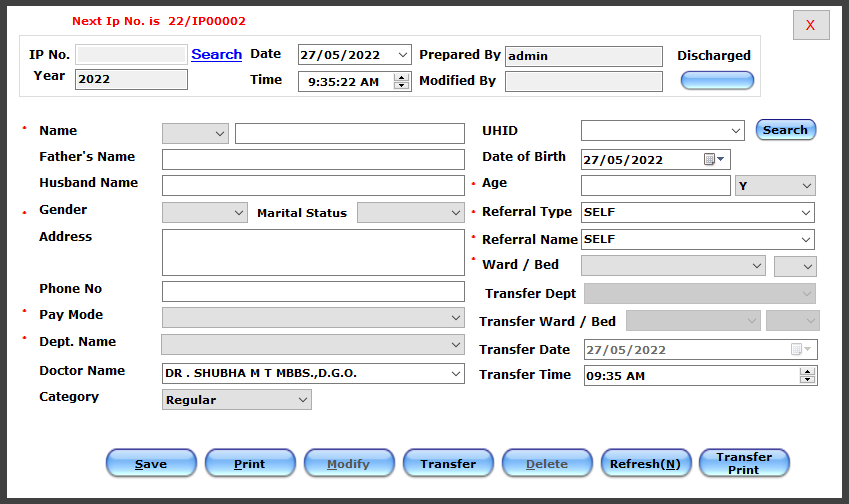 Next Ip No. is 22/IP00002
X
IP No. Search Date 27/05/2022 Prepared By admin Discharged
Year 2022 Time 9:35:22 AM Modified By
* Name UHID Search
Father's Name Date of Birth 27/05/2022
Husband Name * Age Y
* Gender Marital Status * Referral Type SELF
Address * Referral Name SELF
* Ward / Bed
Phone No Transfer Dept
* Pay Mode Transfer Ward / Bed
* Dept. Name Transfer Date 27/05/2022
Doctor Name DR . SHUBHA M T MBBS.,D.G.O. Transfer Time 09:35 AM
Category Regular
Save Print Modify Transfer Delete Refresh(N) Transfer
Print